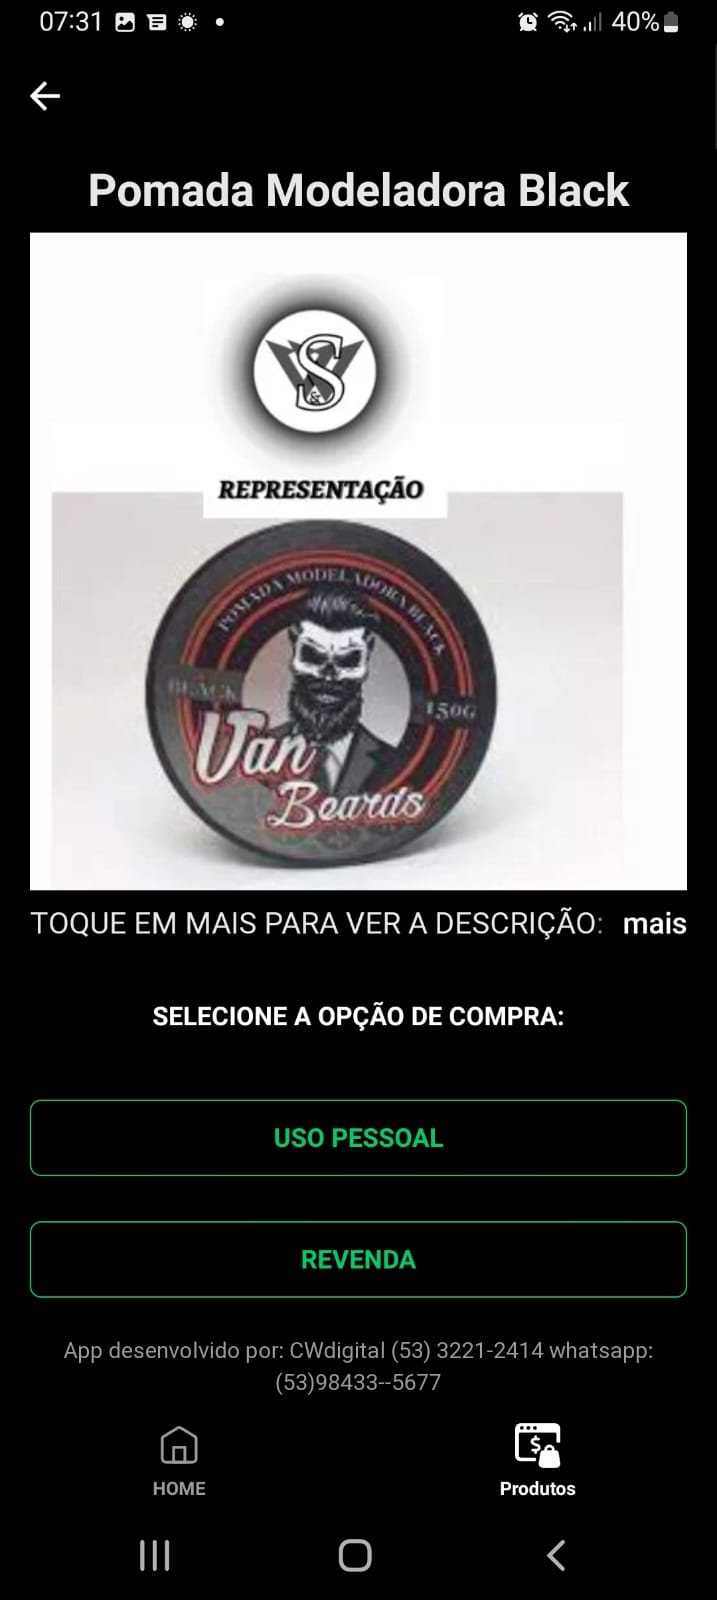 07:31
40%
Pomada Modeladora Black
S
&
REPRESENTAÇÃO
POMADA MODELADORA BLACK
BLACK
150G
Van
Beards
TOQUE EM MAIS PARA VER A DESCRIÇÃO: mais
SELECIONE A OPÇÃO DE COMPRA:
USO PESSOAL
REVENDA
App desenvolvido por: CWdigital (53) 3221-2414 whatsapp:
(53)98433--5677
HOME
Produtos